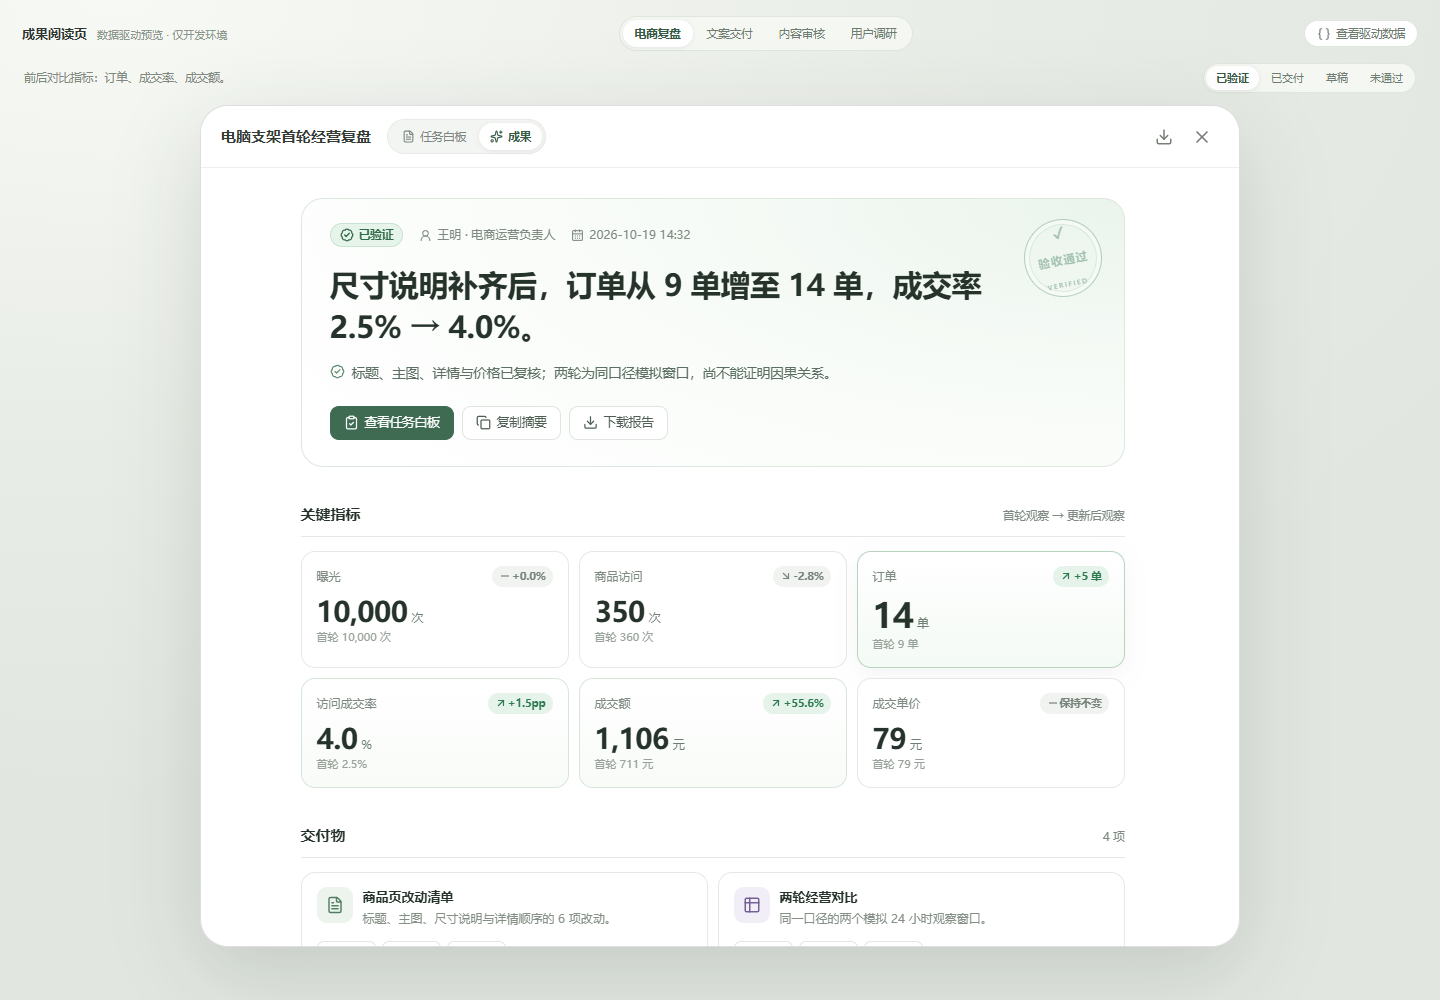 成果阅读页 数据驱动预览 · 仅开发环境
电商复盘 文案交付 内容审核 用户调研
{ } 查看驱动数据
前后对比指标：订单、成交率、成交额。
已验证 已交付 草稿 未通过
电脑支架首轮经营复盘 任务白板 成果
已验证 王明 · 电商运营负责人 2026-10-19 14:32
验收通过
VERIFIED
尺寸说明补齐后，订单从 9 单增至 14 单，成交率
2.5% → 4.0%。
标题、主图、详情与价格已复核；两轮为同口径模拟窗口，尚不能证明因果关系。
查看任务白板 复制摘要 下载报告
关键指标 首轮观察 → 更新后观察
曝光 +0.0%
10,000 次
首轮 10,000 次
商品访问 -2.8%
350 次
首轮 360 次
订单 +5 单
14 单
首轮 9 单
访问成交率 +1.5pp
4.0 %
首轮 2.5%
成交额 +55.6%
1,106 元
首轮 711 元
成交单价 保持不变
79 元
首轮 79 元
交付物 4 项
商品页改动清单
标题、主图、尺寸说明与详情顺序的 6 项改动。
两轮经营对比
同一口径的两个模拟 24 小时观察窗口。